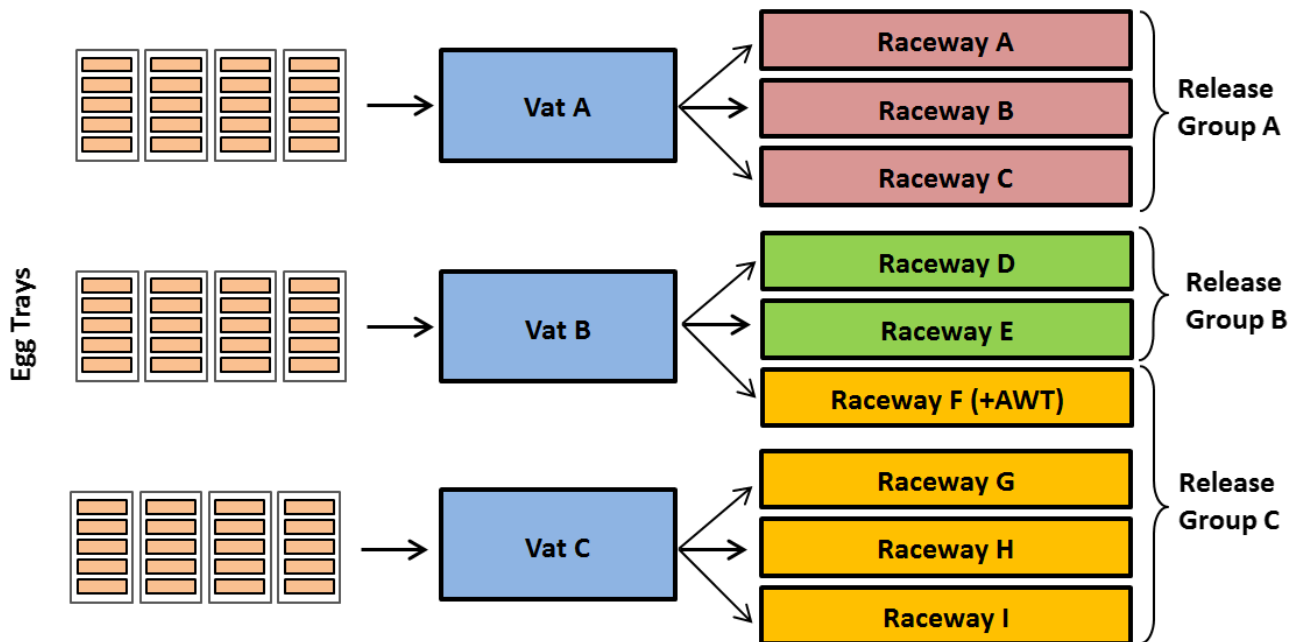 Egg Trays
Vat A
Raceway A
Raceway B
Raceway C
Release
Group A
Vat B
Raceway D
Raceway E
Raceway F (+AWT)
Release
Group B
Vat C
Raceway G
Raceway H
Raceway I
Release
Group C